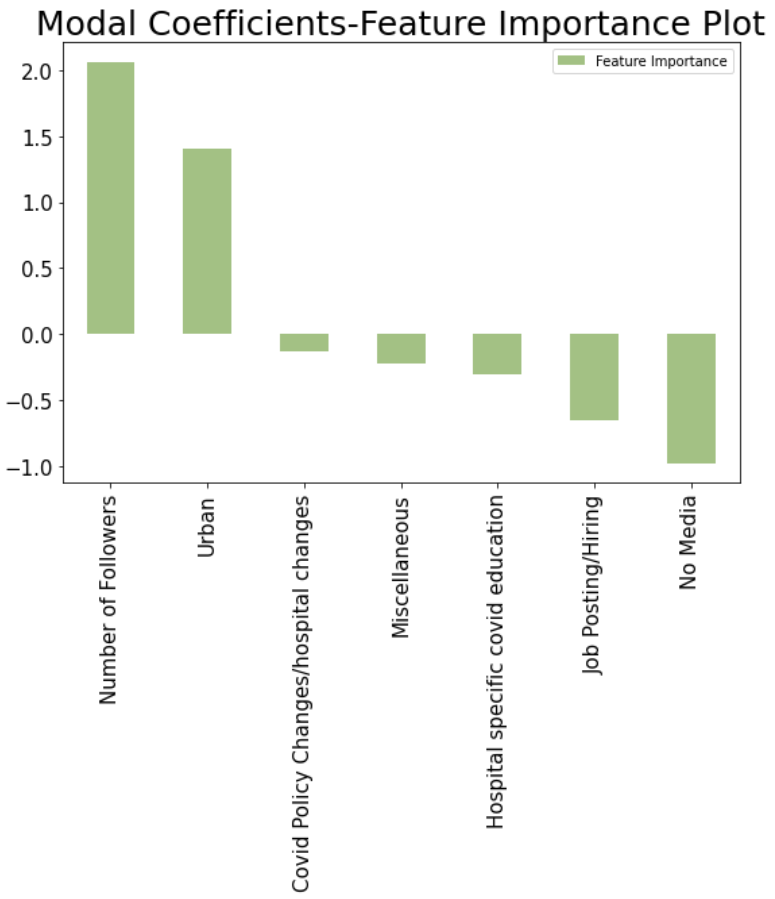 Modal Coefficients-Feature Importance Plot
Feature Importance
2.0
1.5
1.0
0.5
0.0
−0.5
−1.0
Number of Followers
Urban
Covid Policy Changes/hospital changes
Miscellaneous
Hospital specific covid education
Job Posting/Hiring
No Media